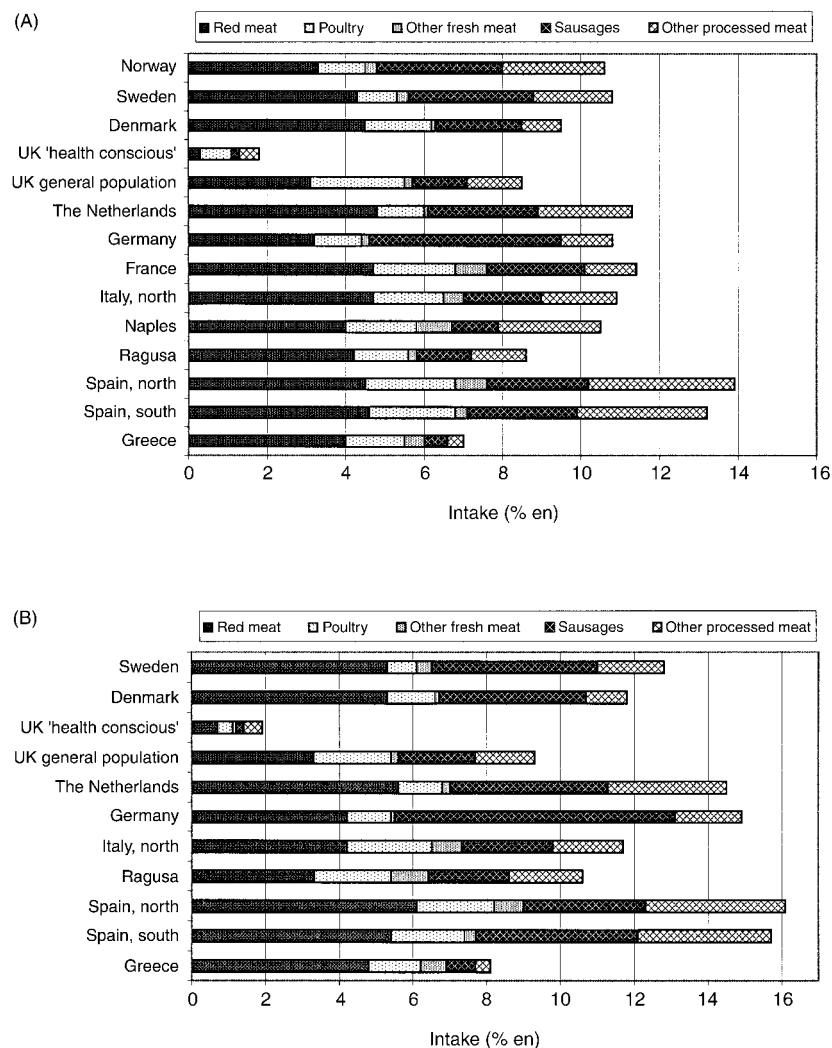 (A)
Red meat Poultry Other fresh meat Sausages Other processed meat
Norway
Sweden
Denmark
UK 'health conscious'
UK general population
The Netherlands
Germany
France
Italy, north
Naples
Ragusa
Spain, north
Spain, south
Greece
0 2 4 6 8 10 12 14 16
Intake (% en)
(B)
Red meat Poultry Other fresh meat Sausages Other processed meat
Sweden
Denmark
UK 'health conscious'
UK general population
The Netherlands
Germany
Italy, north
Ragusa
Spain, north
Spain, south
Greece
0 2 4 6 8 10 12 14 16
Intake (% en)